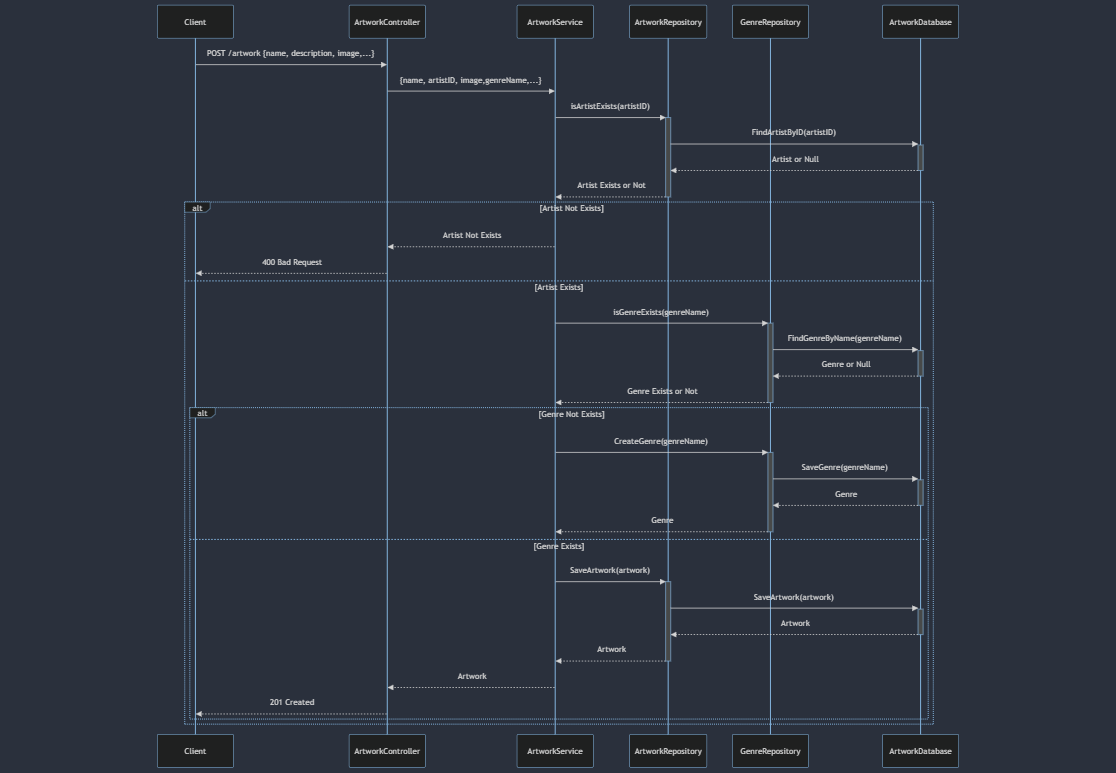 Client ArtworkController ArtworkService ArtworkRepository GenreRepository ArtworkDatabase
POST /artwork {name, description, image,...}
{name, artistID, image,genreName,...}
isArtistExists(artistID)
FindArtistByID(artistID)
Artist or Null
Artist Exists or Not
alt [Artist Not Exists]
Artist Not Exists
400 Bad Request
[Artist Exists]
isGenreExists(genreName)
FindGenreByName(genreName)
Genre or Null
Genre Exists or Not
alt [Genre Not Exists]
CreateGenre(genreName)
SaveGenre(genreName)
Genre
Genre
[Genre Exists]
SaveArtwork(artwork)
SaveArtwork(artwork)
Artwork
Artwork
Artwork
201 Created
Client ArtworkController ArtworkService ArtworkRepository GenreRepository ArtworkDatabase